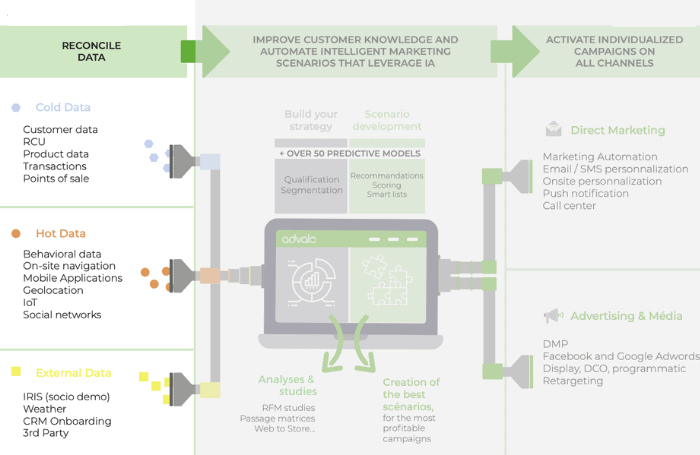 RECONCILE
DATA
IMPROVE CUSTOMER KNOWLEDGE AND
AUTOMATE INTELLIGENT MARKETING
SCENARIOS THAT LEVERAGE IA
ACTIVATE INDIVIDUALIZED
CAMPAIGNS ON
ALL CHANNELS
Cold Data
Customer data
RCU
Product data
Transactions
Points of sale
Hot Data
Behavioral data
On-site navigation
Mobile Applications
Geolocation
IoT
Social networks
External Data
IRIS (socio demo)
Weather
CRM Onboarding
3rd Party
Build your
strategy
Scenario
development
+ OVER 50 PREDICTIVE MODELS
Qualification
Segmentation
Recommandations
Scoring
Smart lists
advalo
Analyses &
studies
RFM studies
Passage matrices
Web to Store...
Creation of
the best
scénarios,
for the most
profitable
campaigns
Direct Marketing
Marketing Automation
Email / SMS personnalization
Onsite personnalization
Push notification
Call center
Advertising & Média
DMP
Facebook and Google Adwords
Display, DCO, programmatic
Retargeting